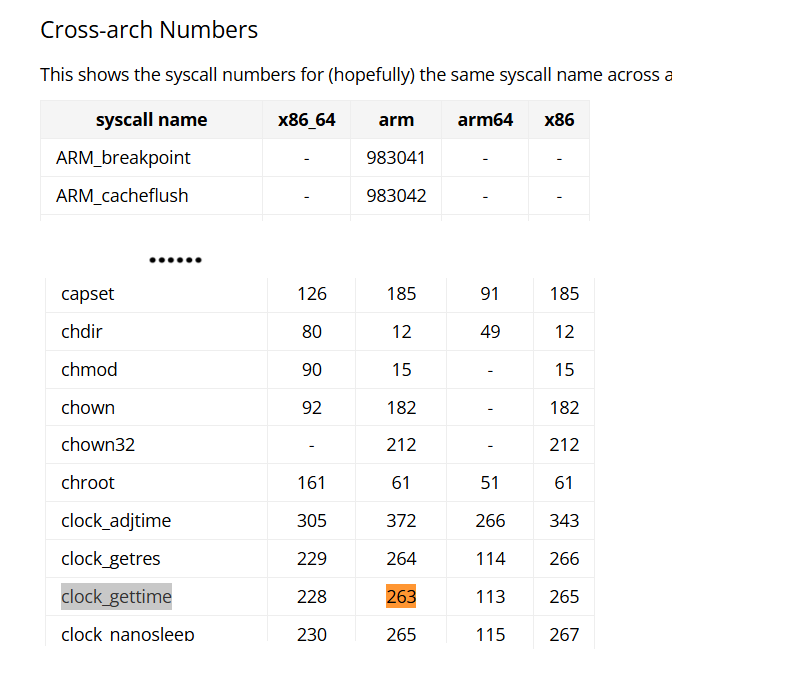 Cross-arch Numbers
This shows the syscall numbers for (hopefully) the same syscall name across a
syscall name x86_64 arm arm64 x86
ARM_breakpoint - 983041 - -
ARM_cacheflush - 983042 - -
••••••
capset 126 185 91 185
chdir 80 12 49 12
chmod 90 15 - 15
chown 92 182 - 182
chown32 - 212 - 212
chroot 161 61 51 61
clock_adjtime 305 372 266 343
clock_getres 229 264 114 266
clock_gettime 228 263 113 265
clock_nanosleep 230 265 115 267